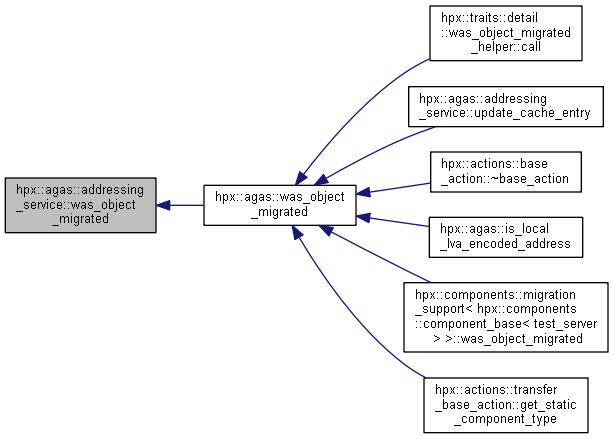 hpx::agas::addressing
_service::was_object
_migrated
hpx::agas::was_object
_migrated
hpx::traits::detail
::was_object_migrated
_helper::call
hpx::agas::addressing
_service::update_cache_entry
hpx::actions::base
_action::~base_action
hpx::agas::is_local
_lva_encoded_address
hpx::components::migration
_support< hpx::components
::component_base< test_server
> >::was_object_migrated
hpx::actions::transfer
_base_action::get_static
_component_type